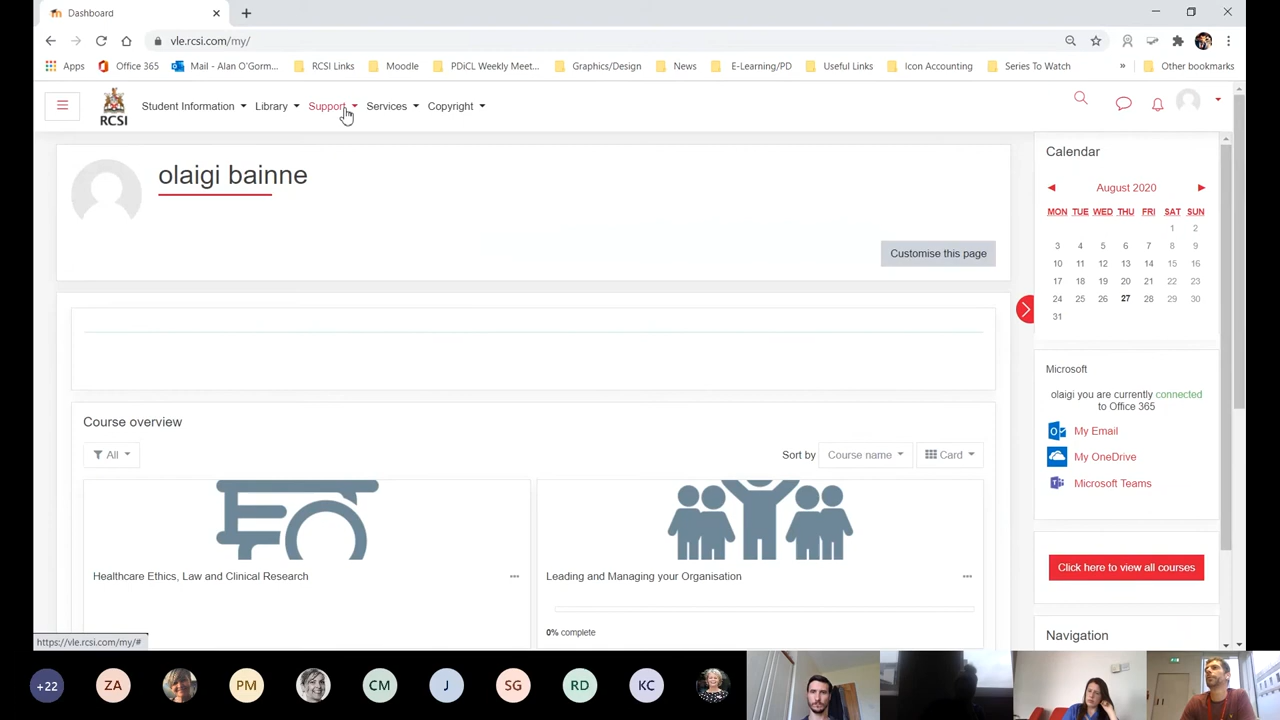 Dashboard
vle.rcsi.com/my/
Apps Office 365 Mail - Alan O'Gorm... RCSI Links Moodle PDiCL Weekly Meet... Graphics/Design News E-Learning/PD Useful Links Icon Accounting Series To Watch » Other bookmarks
RCSI
Student Information Library Support Services Copyright
olaigi bainne
Customise this page
Course overview
All
Sort by Course name Card
Healthcare Ethics, Law and Clinical Research ...
Leading and Managing your Organisation ...
0% complete
Calendar
August 2020
MON TUE WED THU FRI SAT SUN
1 2
3 4 5 6 7 8 9
10 11 12 13 14 15 16
17 18 19 20 21 22 23
24 25 26 27 28 29 30
31
Microsoft
olaigi you are currently connected
to Office 365
My Email
My OneDrive
Microsoft Teams
Click here to view all courses
Navigation
https://vle.rcsi.com/my/#
+22 ZA PM CM J SG RD KC